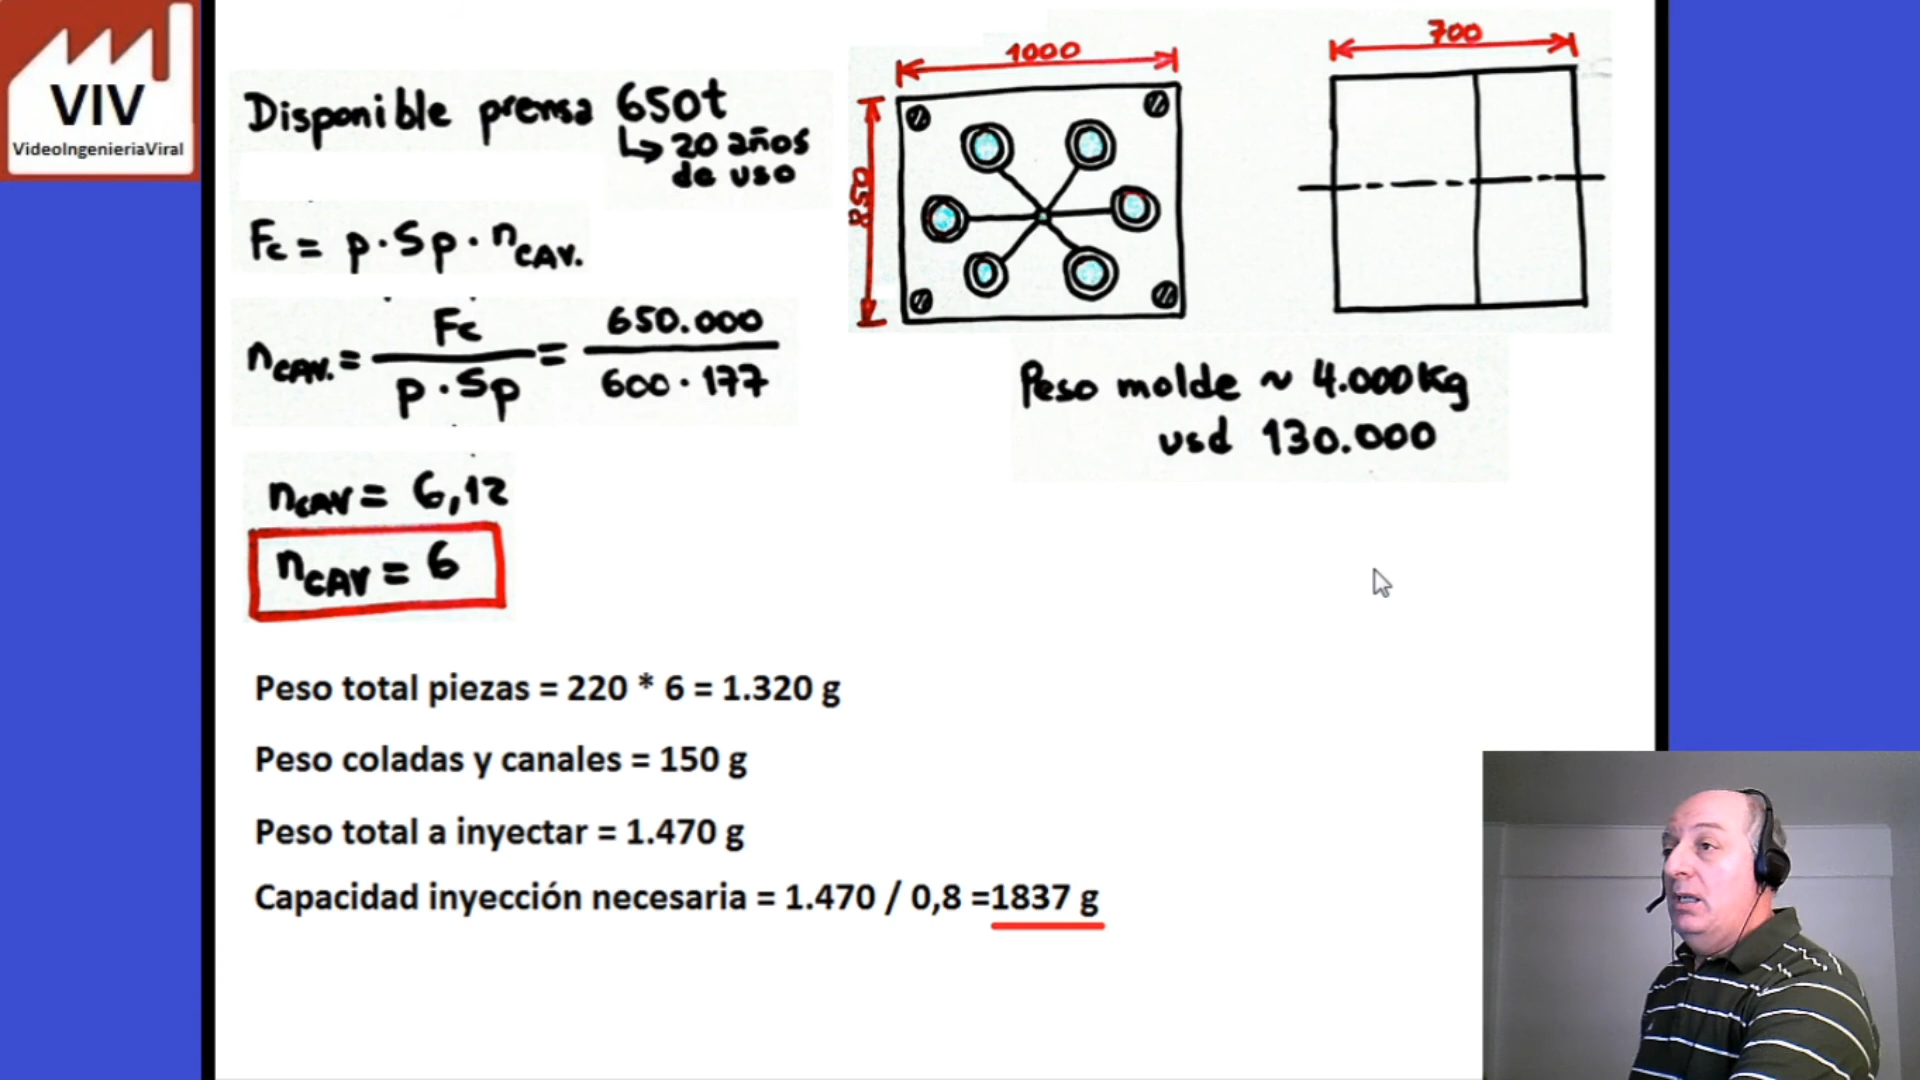 VIV
VideoIngenieriaViral
Disponible prensa 650t
↳ 20 años
de uso
Fc = p · Sp · nCAV.
nCAV. = Fc / p · Sp = 650.000 / 600 · 177
nCAV = 6,12
nCAV = 6
1000
850
700
Peso molde ~ 4.000Kg
usd 130.000
Peso total piezas = 220 * 6 = 1.320 g
Peso coladas y canales = 150 g
Peso total a inyectar = 1.470 g
Capacidad inyección necesaria = 1.470 / 0,8 =1837 g